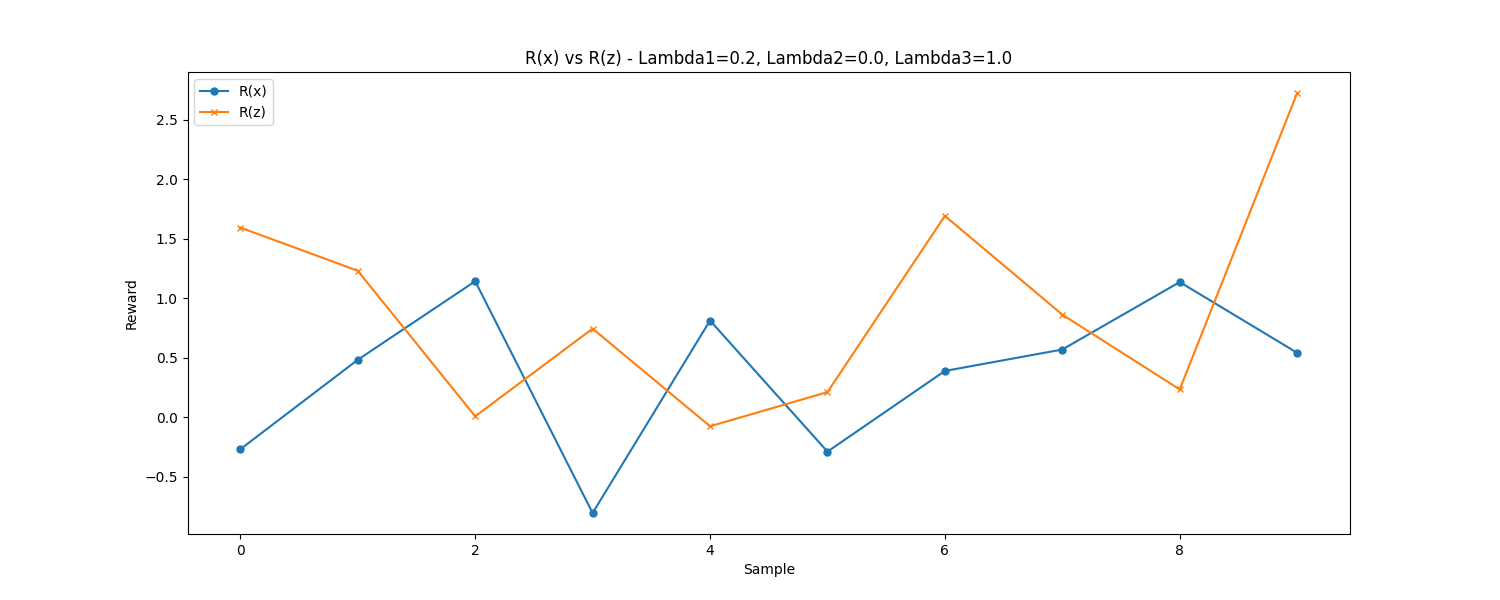 R(x) vs R(z) - Lambda1=0.2, Lambda2=0.0, Lambda3=1.0
R(x)
R(z)
2.5
2.0
1.5
1.0
0.5
0.0
−0.5
Reward
0 2 4 6 8
Sample